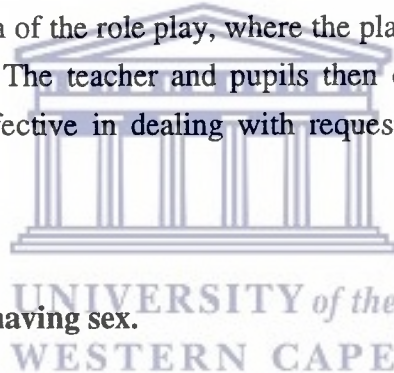 n of the role play, where the pla
The teacher and pupils then
fective in dealing with reques
having sex.
UNIVERSITY of the
WESTERN CAPE